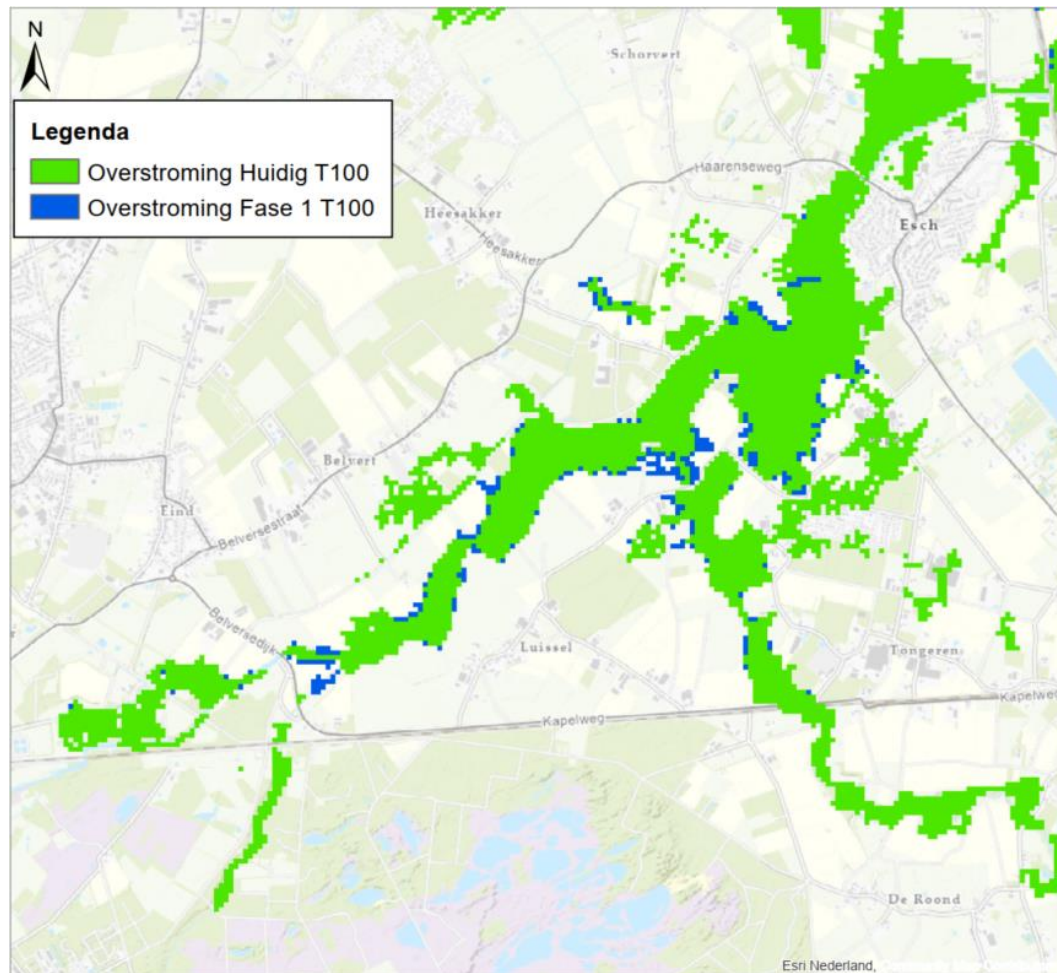 N
Schorvert
Legenda
Overstroming Huidig T100
Overstroming Fase 1 T100
Haarenseweg
Heesakker
Heesakker
Esch
Belvert
Eind
Belversestraat
Belversedijk
Luissel
Tongeren
Kapelweg
Kapelweg
De Roond
Esri Nederland,